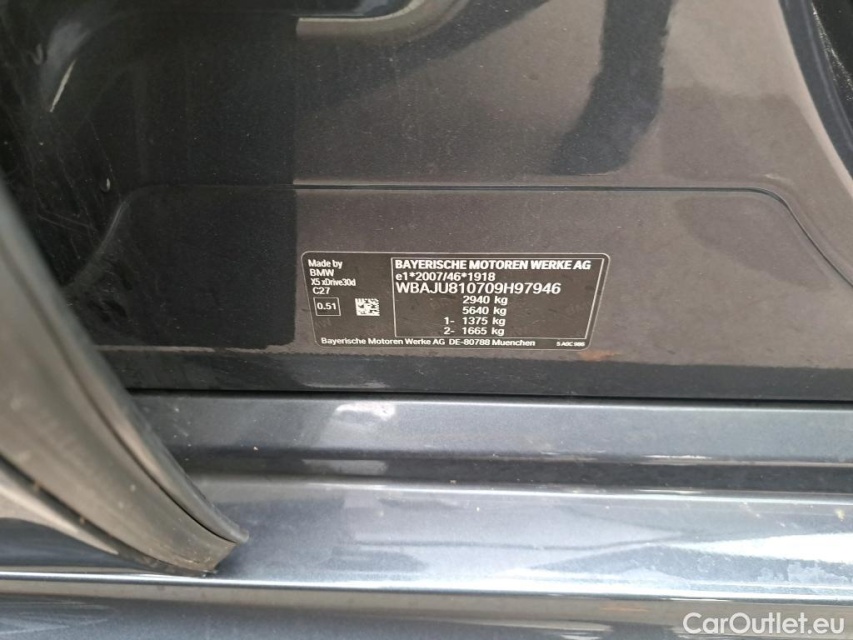 Made by
BMW
X5 xDrive30d
C27
0.51
BAYERISCHE MOTOREN WERKE AG
e1*2007/46*1918
WBAJU810709H97946
2940 kg
5640 kg
1- 1375 kg
2- 1665 kg
Bayerische Motoren Werke AG DE-80788 Muenchen
CarOutlet.eu